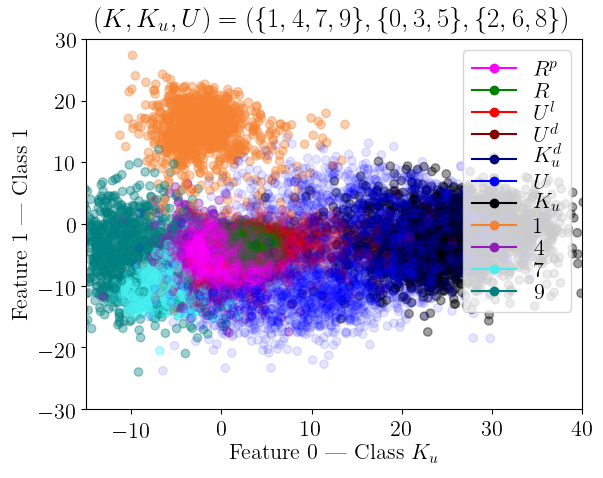 (K, K_u, U) = ({1, 4, 7, 9}, {0, 3, 5}, {2, 6, 8})
30
20
10
0
−10
−20
−30
−10
0
10
20
30
40
Feature 1 — Class 1
Feature 0 — Class K_u
R^p
R
U^l
U^d
K_u^d
U
K_u
1
4
7
9